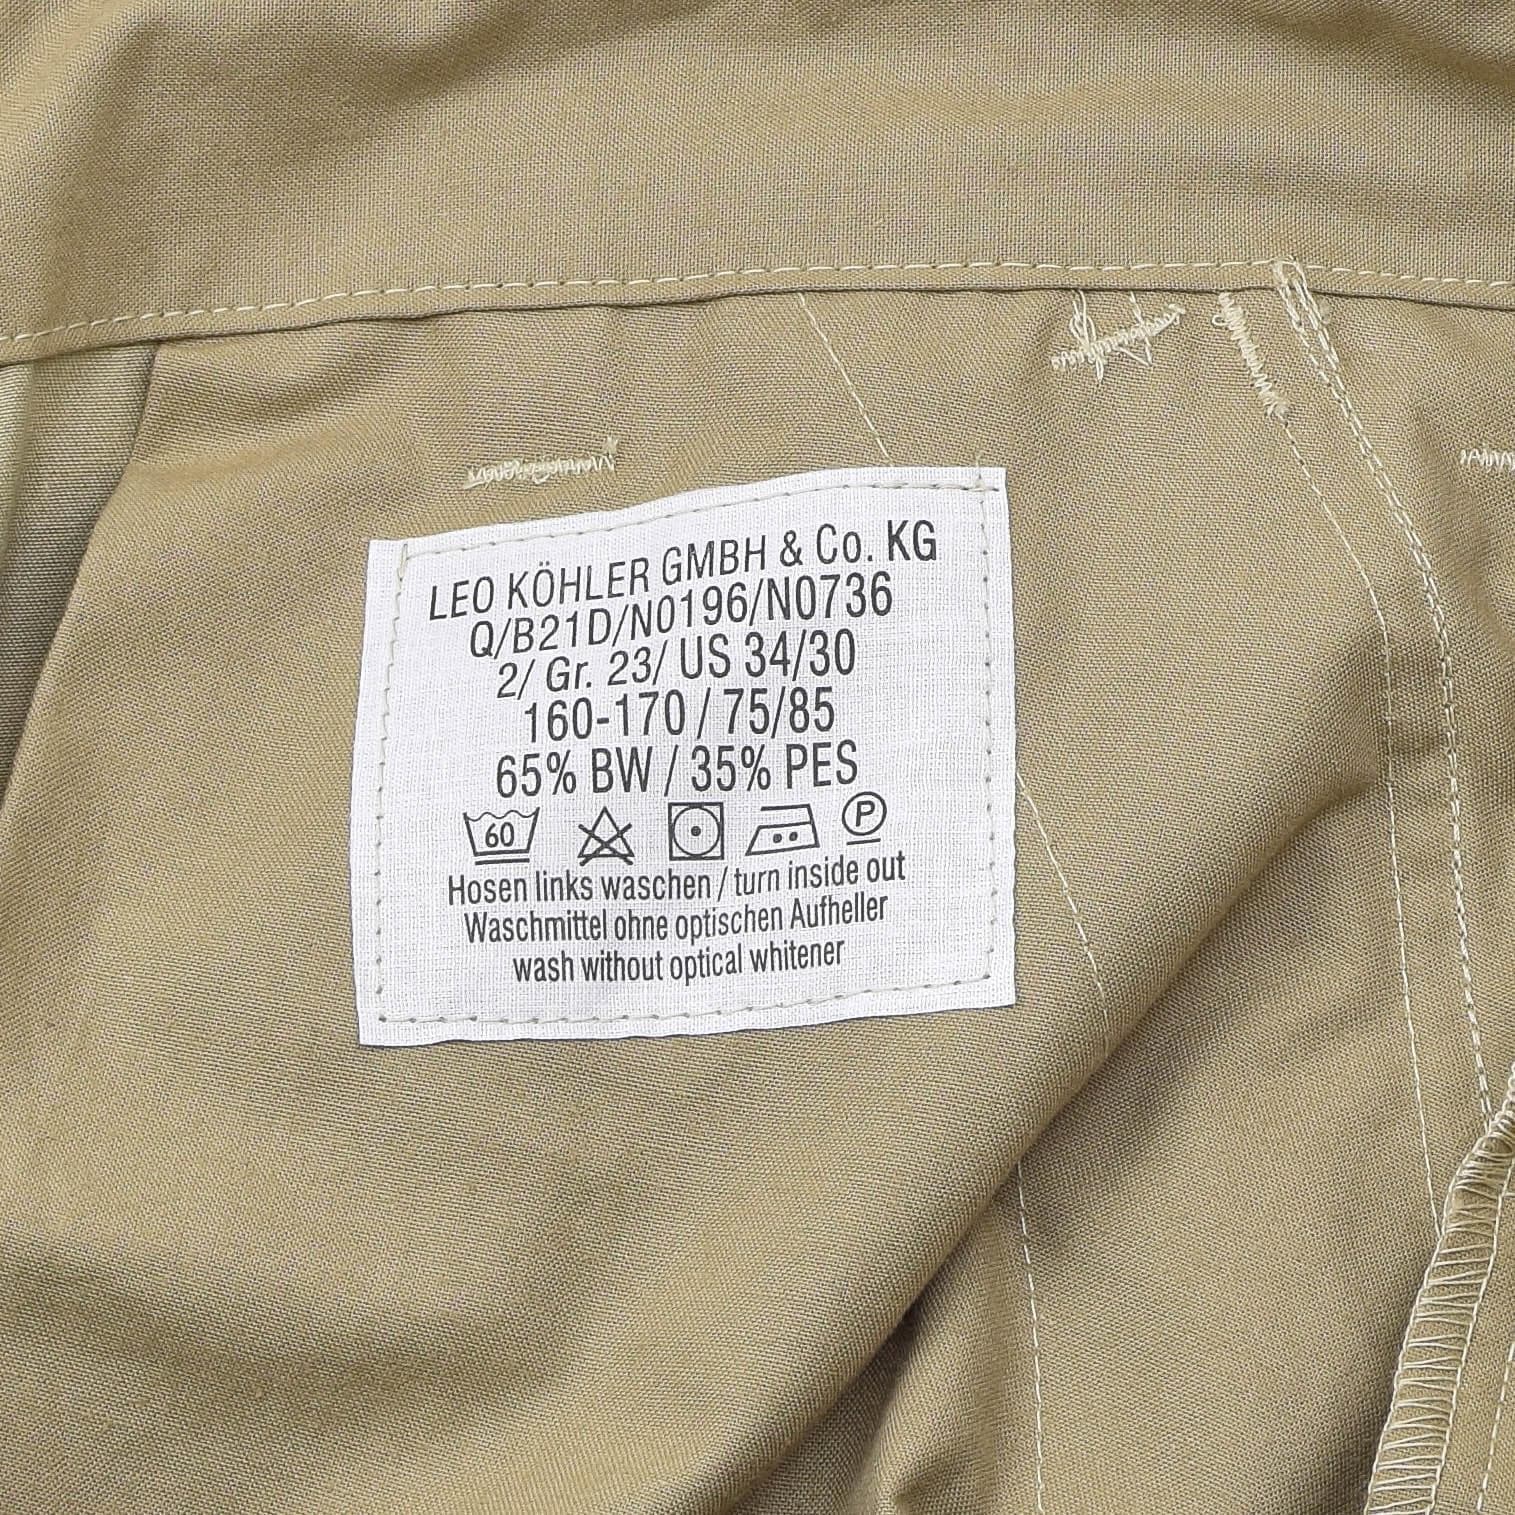 LEO KÖHLER GMBH & Co. KG
Q/B21D/N0196/N0736
2/ Gr. 23/ US 34/30
160-170 / 75/85
65% BW / 35% PES
60 P
Hosen links waschen / turn inside out
Waschmittel ohne optischen Aufheller
wash without optical whitener